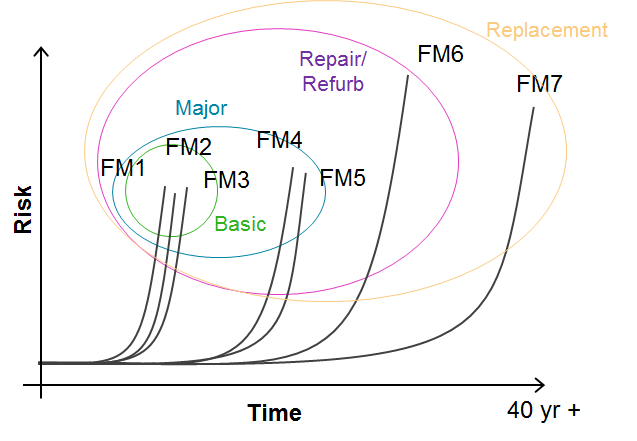 Replacement
Repair/
Refurb
FM6
FM7
Major
FM4
FM2
FM1
FM3
FM5
Basic
Risk
Time
40 yr +